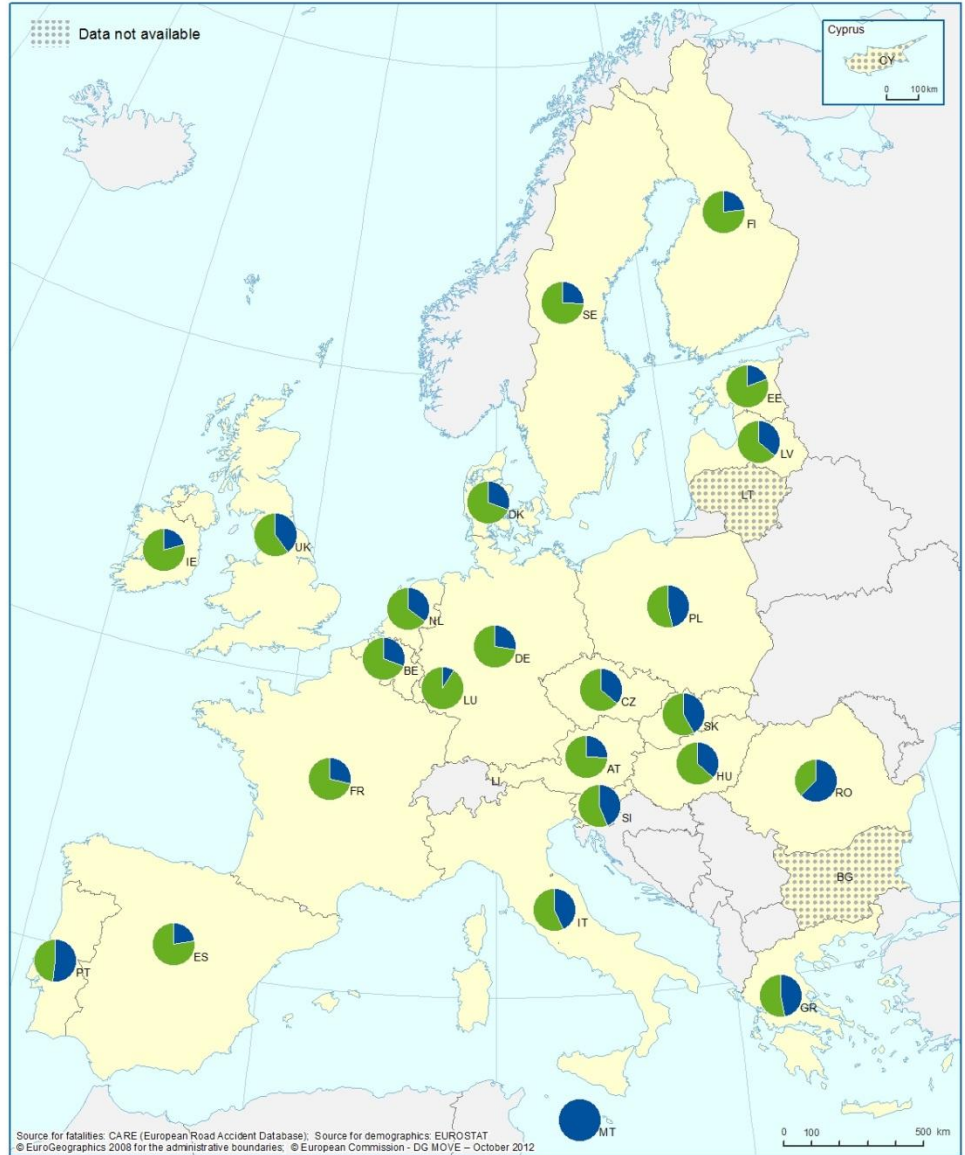 Data not available
Cyprus
CY
0 100 km
FI
SE
EE
LV
LT
DK
IE
UK
NL
PL
DE
BE
LU
CZ
SK
AT
HU
FR
LI
RO
SI
BG
IT
ES
PT
GR
MT
Source for fatalities: CARE (European Road Accident Database); Source for demographics: EUROSTAT
© EuroGeographics 2008 for the administrative boundaries; © European Commission - DG MOVE – October 2012
0 100 500 km